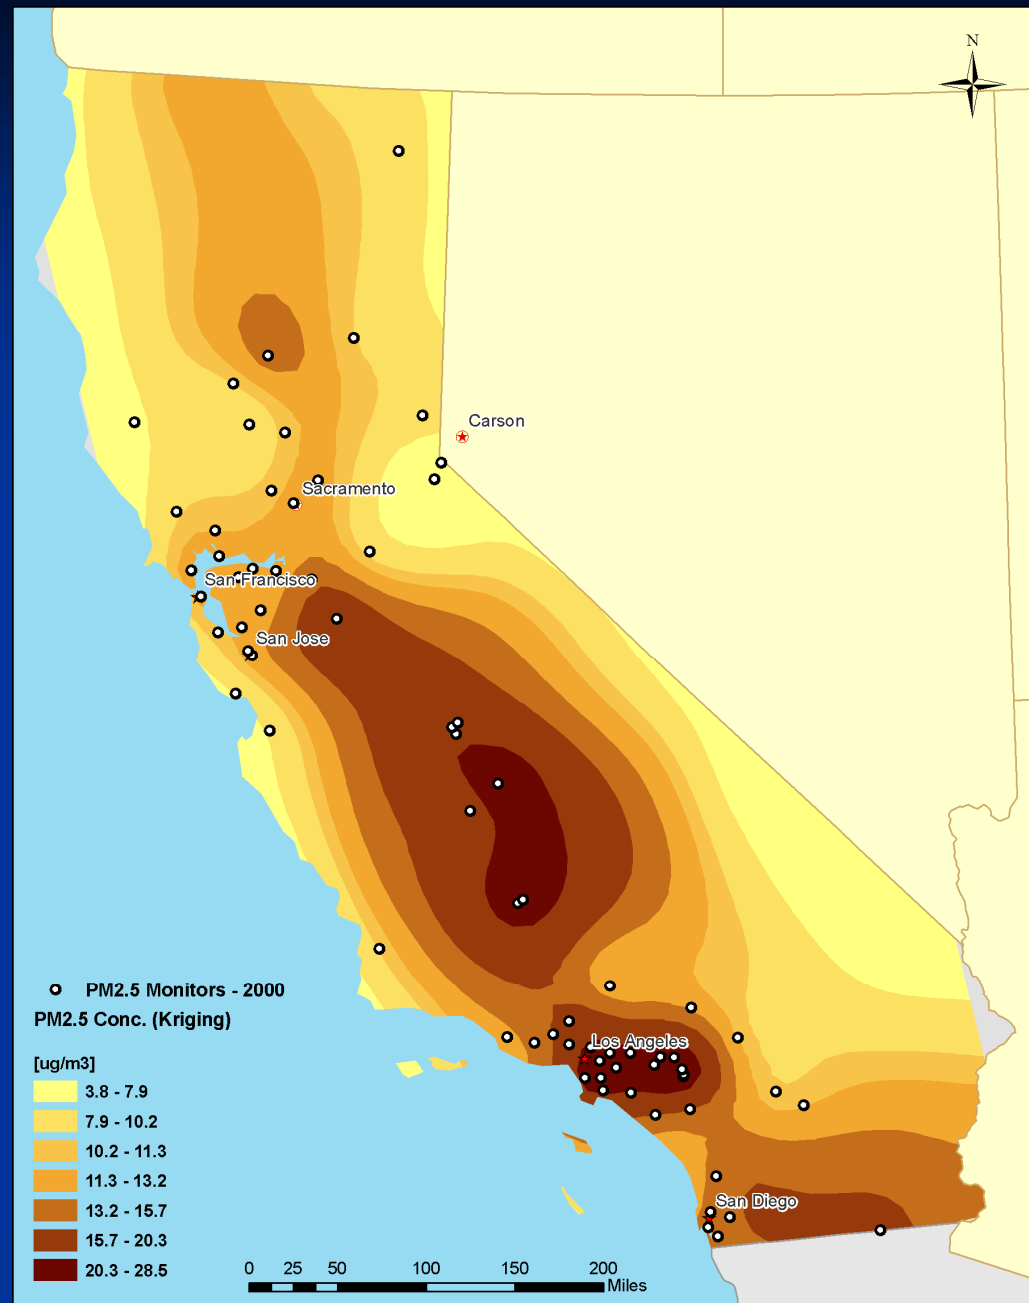 N
Carson
Sacramento
San Francisco
San Jose
Los Angeles
San Diego
PM2.5 Monitors - 2000
PM2.5 Conc. (Kriging)
[ug/m3]
3.8 - 7.9
7.9 - 10.2
10.2 - 11.3
11.3 - 13.2
13.2 - 15.7
15.7 - 20.3
20.3 - 28.5
0 25 50 100 150 200
Miles